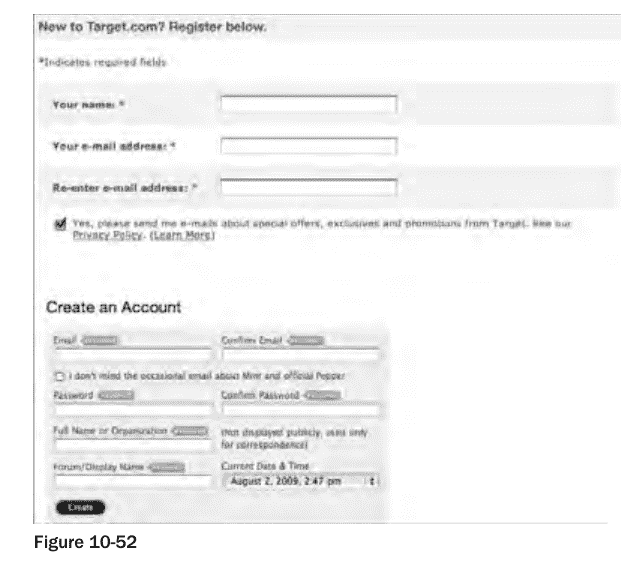 New to Target.com? Register below.
*Indicates required fields
Your name: *
Your e-mail address: *
Re-enter e-mail address: *
Yes, please send me e-mails about special offers, exclusives and promotions from Target. See our
Privacy Policy. (Learn More)
Create an Account
Email Confirm Email
I don't mind the occasional email about Mint and official Pepper
Password Confirm Password
Full Name or Organization (not displayed publicly, used only
for correspondence)
Forum/Display Name Current Date & Time
August 2, 2009, 2:47 pm
Create
Figure 10-52